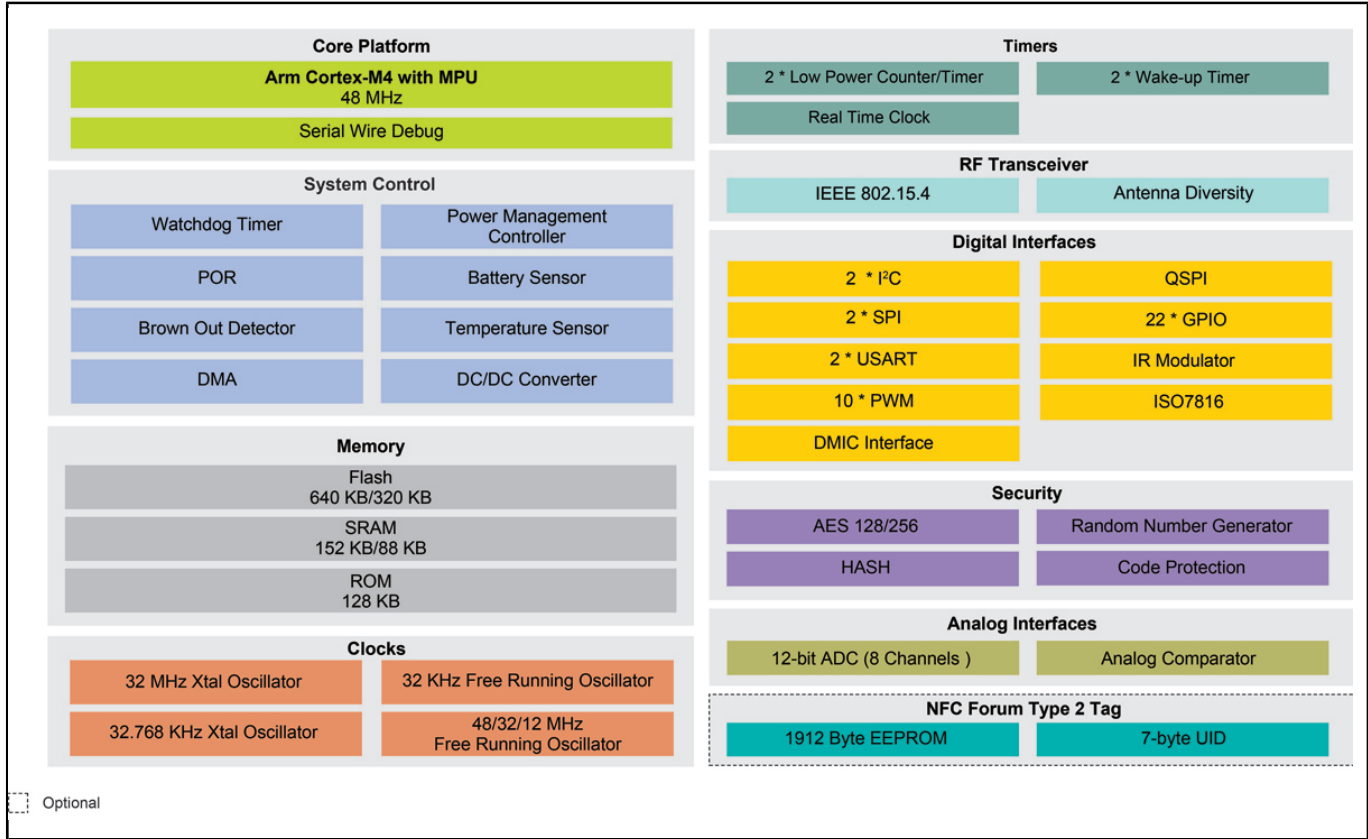 Core Platform
Arm Cortex-M4 with MPU
48 MHz
Serial Wire Debug
System Control
Watchdog Timer
Power Management
Controller
POR
Battery Sensor
Brown Out Detector
Temperature Sensor
DMA
DC/DC Converter
Memory
Flash
640 KB/320 KB
SRAM
152 KB/88 KB
ROM
128 KB
Clocks
32 MHz Xtal Oscillator
32 KHz Free Running Oscillator
32.768 KHz Xtal Oscillator
48/32/12 MHz
Free Running Oscillator
Timers
2 * Low Power Counter/Timer
2 * Wake-up Timer
Real Time Clock
RF Transceiver
IEEE 802.15.4
Antenna Diversity
Digital Interfaces
2 * I²C
QSPI
2 * SPI
22 * GPIO
2 * USART
IR Modulator
10 * PWM
ISO7816
DMIC Interface
Security
AES 128/256
Random Number Generator
HASH
Code Protection
Analog Interfaces
12-bit ADC (8 Channels )
Analog Comparator
NFC Forum Type 2 Tag
1912 Byte EEPROM
7-byte UID
Optional